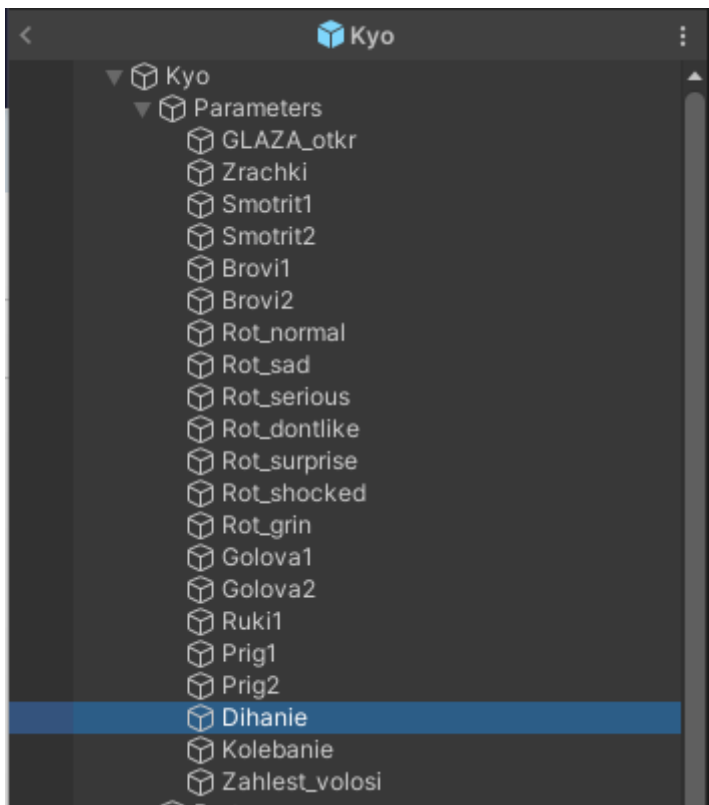 Kyo
Kyo
Parameters
GLAZA_otkr
Zrachki
Smotrit1
Smotrit2
Brovi1
Brovi2
Rot_normal
Rot_sad
Rot_serious
Rot_dontlike
Rot_surprise
Rot_shocked
Rot_grin
Golova1
Golova2
Ruki1
Prig1
Prig2
Dihanie
Kolebanie
Zahlest_volosi